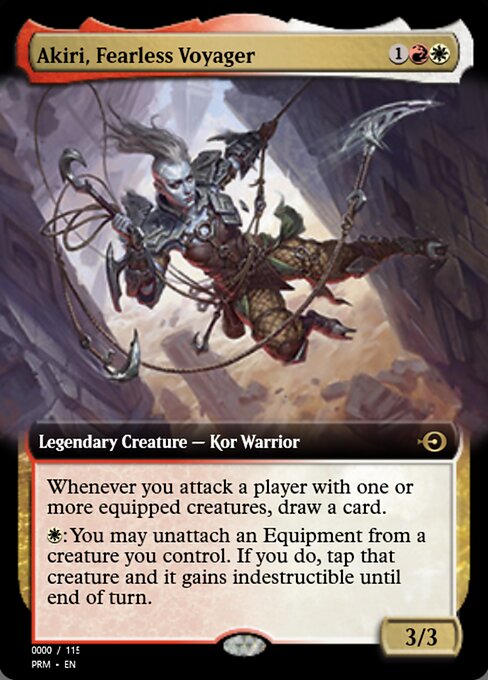 Akiri, Fearless Voyager 1
Legendary Creature — Kor Warrior
Whenever you attack a player with one or
more equipped creatures, draw a card.
:You may unattach an Equipment from a
creature you control. If you do, tap that
creature and it gains indestructible until
end of turn.
3/3
0000 / 115
PRM • EN